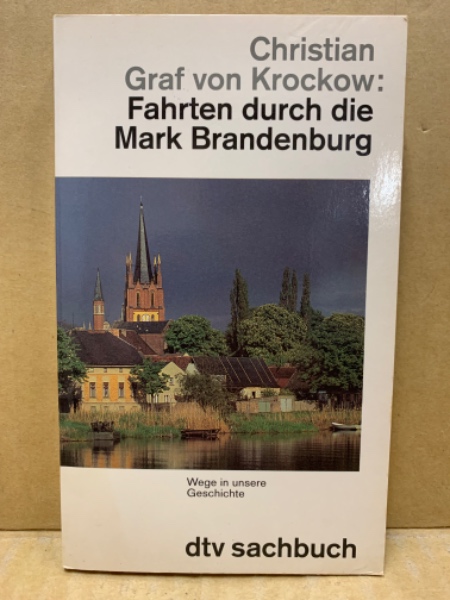 Christian
Graf von Krockow:
Fahrten durch die
Mark Brandenburg
Wege in unsere
Geschichte
dtv sachbuch